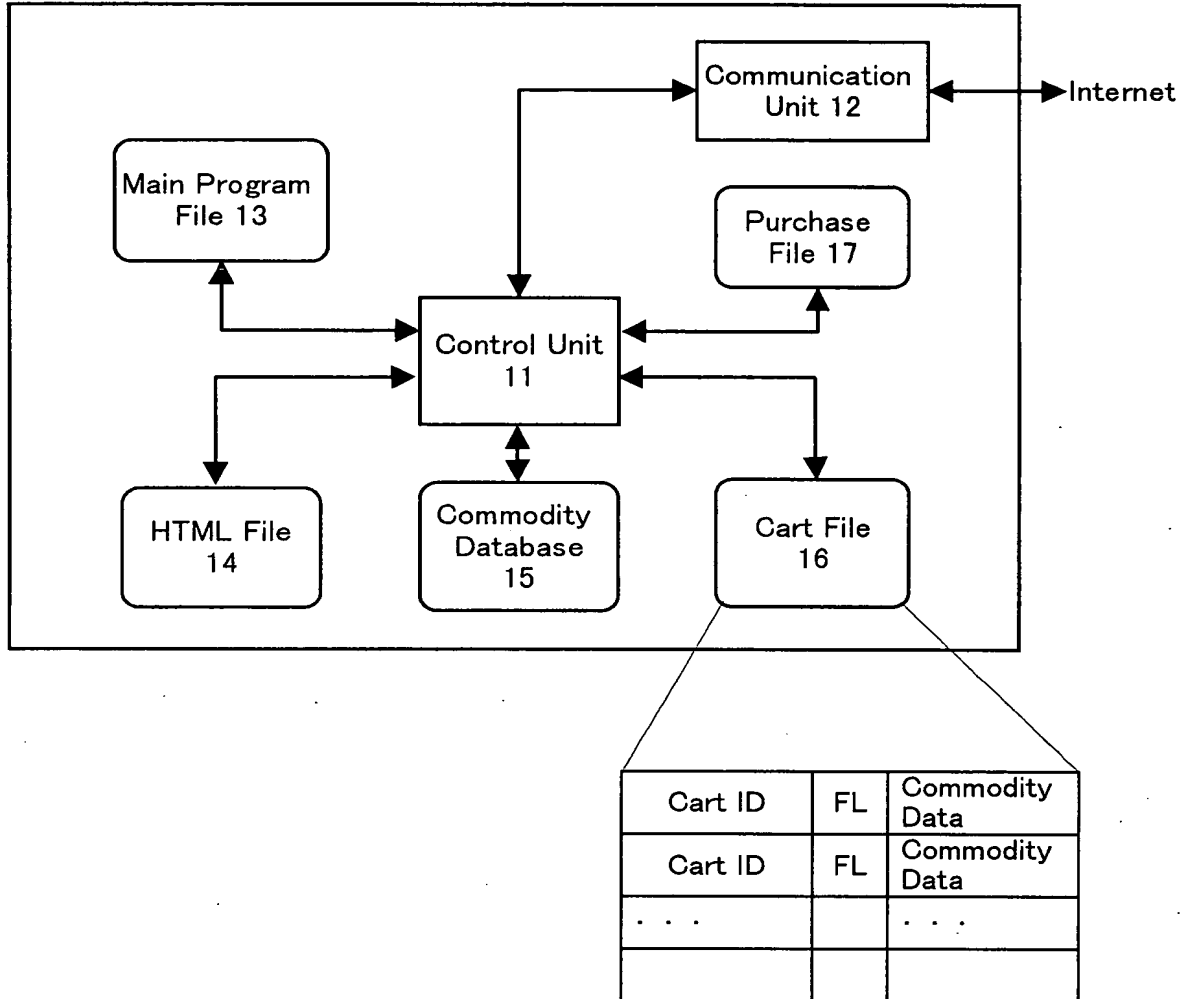 Communication
Unit 12
Internet
Main Program
File 13
Purchase
File 17
Control Unit
11
HTML File
14
Commodity
Database
15
Cart File
16
Cart ID FL Commodity
Data
Cart ID FL Commodity
Data
. . . . . .